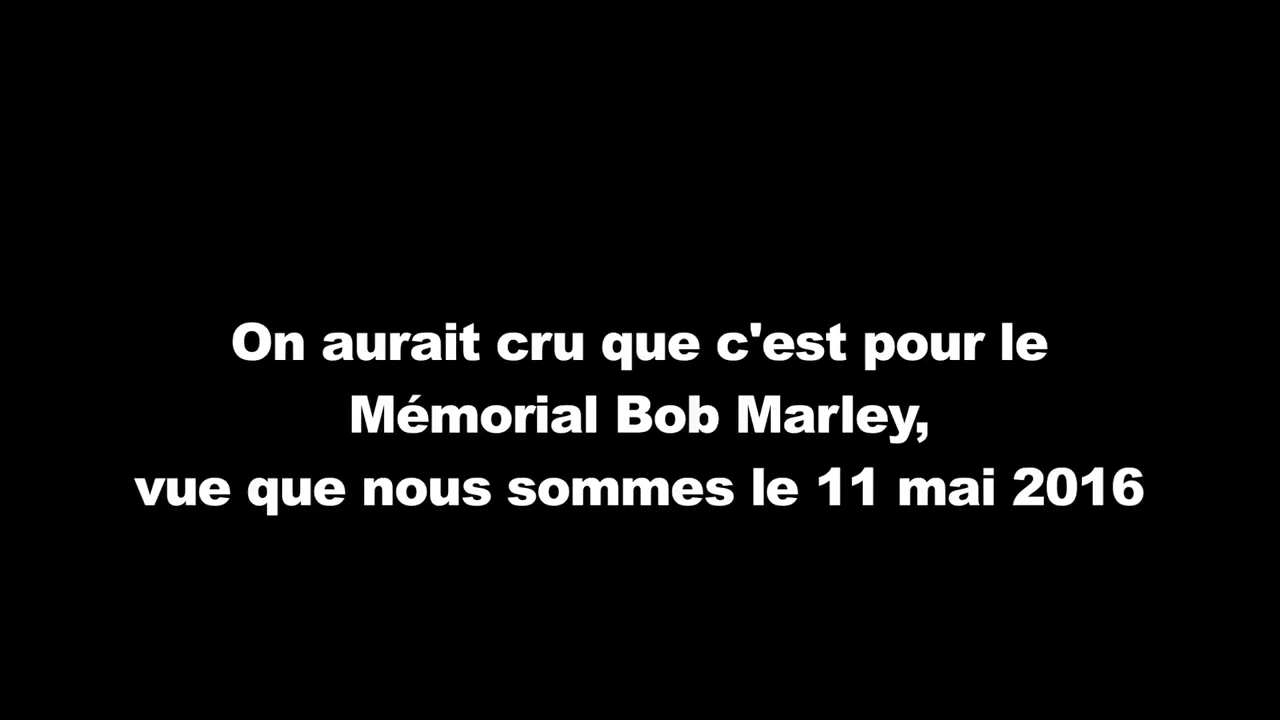 On aurait cru que c'est pour le
Mémorial Bob Marley,
vue que nous sommes le 11 mai 2016